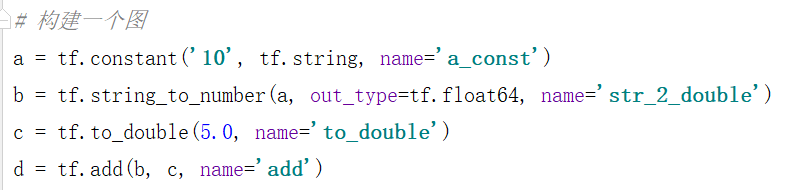 # 构建一个图
a = tf.constant('10', tf.string, name='a_const')
b = tf.string_to_number(a, out_type=tf.float64, name='str_2_double')
c = tf.to_double(5.0, name='to_double')
d = tf.add(b, c, name='add')